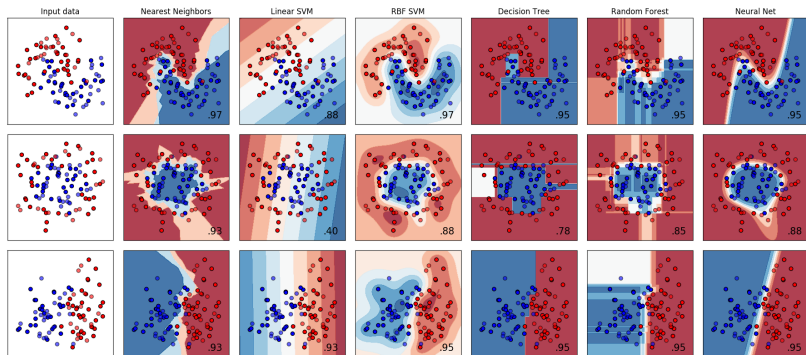 Input data
Nearest Neighbors
Linear SVM
RBF SVM
Decision Tree
Random Forest
Neural Net
.97
.88
.97
.95
.95
.95
.93
.40
.88
.78
.85
.88
.93
.93
.95
.95
.95
.95